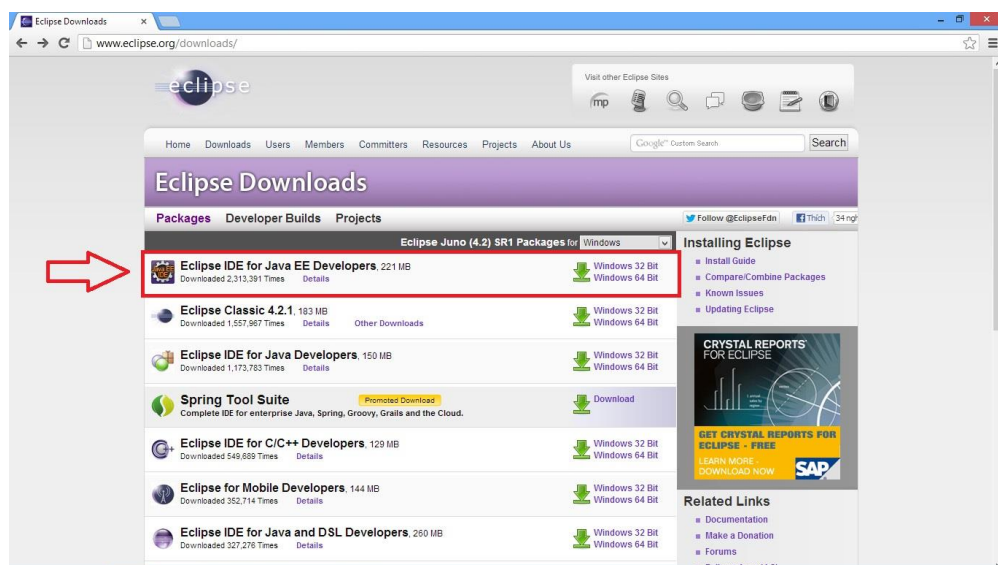 Eclipse Downloads
www.eclipse.org/downloads/
eclipse
Visit other Eclipse Sites
mp
Home Downloads Users Members Committers Resources Projects About Us
Google™ Custom Search
Search
Eclipse Downloads
Packages Developer Builds Projects
Follow @EclipseFdn
Thích
Eclipse Juno (4.2) SR1 Packages for Windows
Eclipse IDE for Java EE Developers, 221 MB
Downloaded 2,313,391 Times Details
Windows 32 Bit
Windows 64 Bit
Eclipse Classic 4.2.1, 183 MB
Downloaded 1,557,967 Times Details Other Downloads
Windows 32 Bit
Windows 64 Bit
Eclipse IDE for Java Developers, 150 MB
Downloaded 1,173,783 Times Details
Windows 32 Bit
Windows 64 Bit
Spring Tool Suite
Promoted Download
Complete IDE for enterprise Java, Spring, Groovy, Grails and the Cloud.
Download
Eclipse IDE for C/C++ Developers, 129 MB
Downloaded 549,689 Times Details
Windows 32 Bit
Windows 64 Bit
Eclipse for Mobile Developers, 144 MB
Downloaded 352,714 Times Details
Windows 32 Bit
Windows 64 Bit
Eclipse IDE for Java and DSL Developers, 260 MB
Downloaded 327,276 Times Details
Windows 32 Bit
Windows 64 Bit
Installing Eclipse
Install Guide
Compare/Combine Packages
Known Issues
Updating Eclipse
CRYSTAL REPORTS
FOR ECLIPSE
GET CRYSTAL REPORTS FOR
ECLIPSE - FREE
LEARN MORE -
DOWNLOAD NOW
SAP
Related Links
Documentation
Make a Donation
Forums